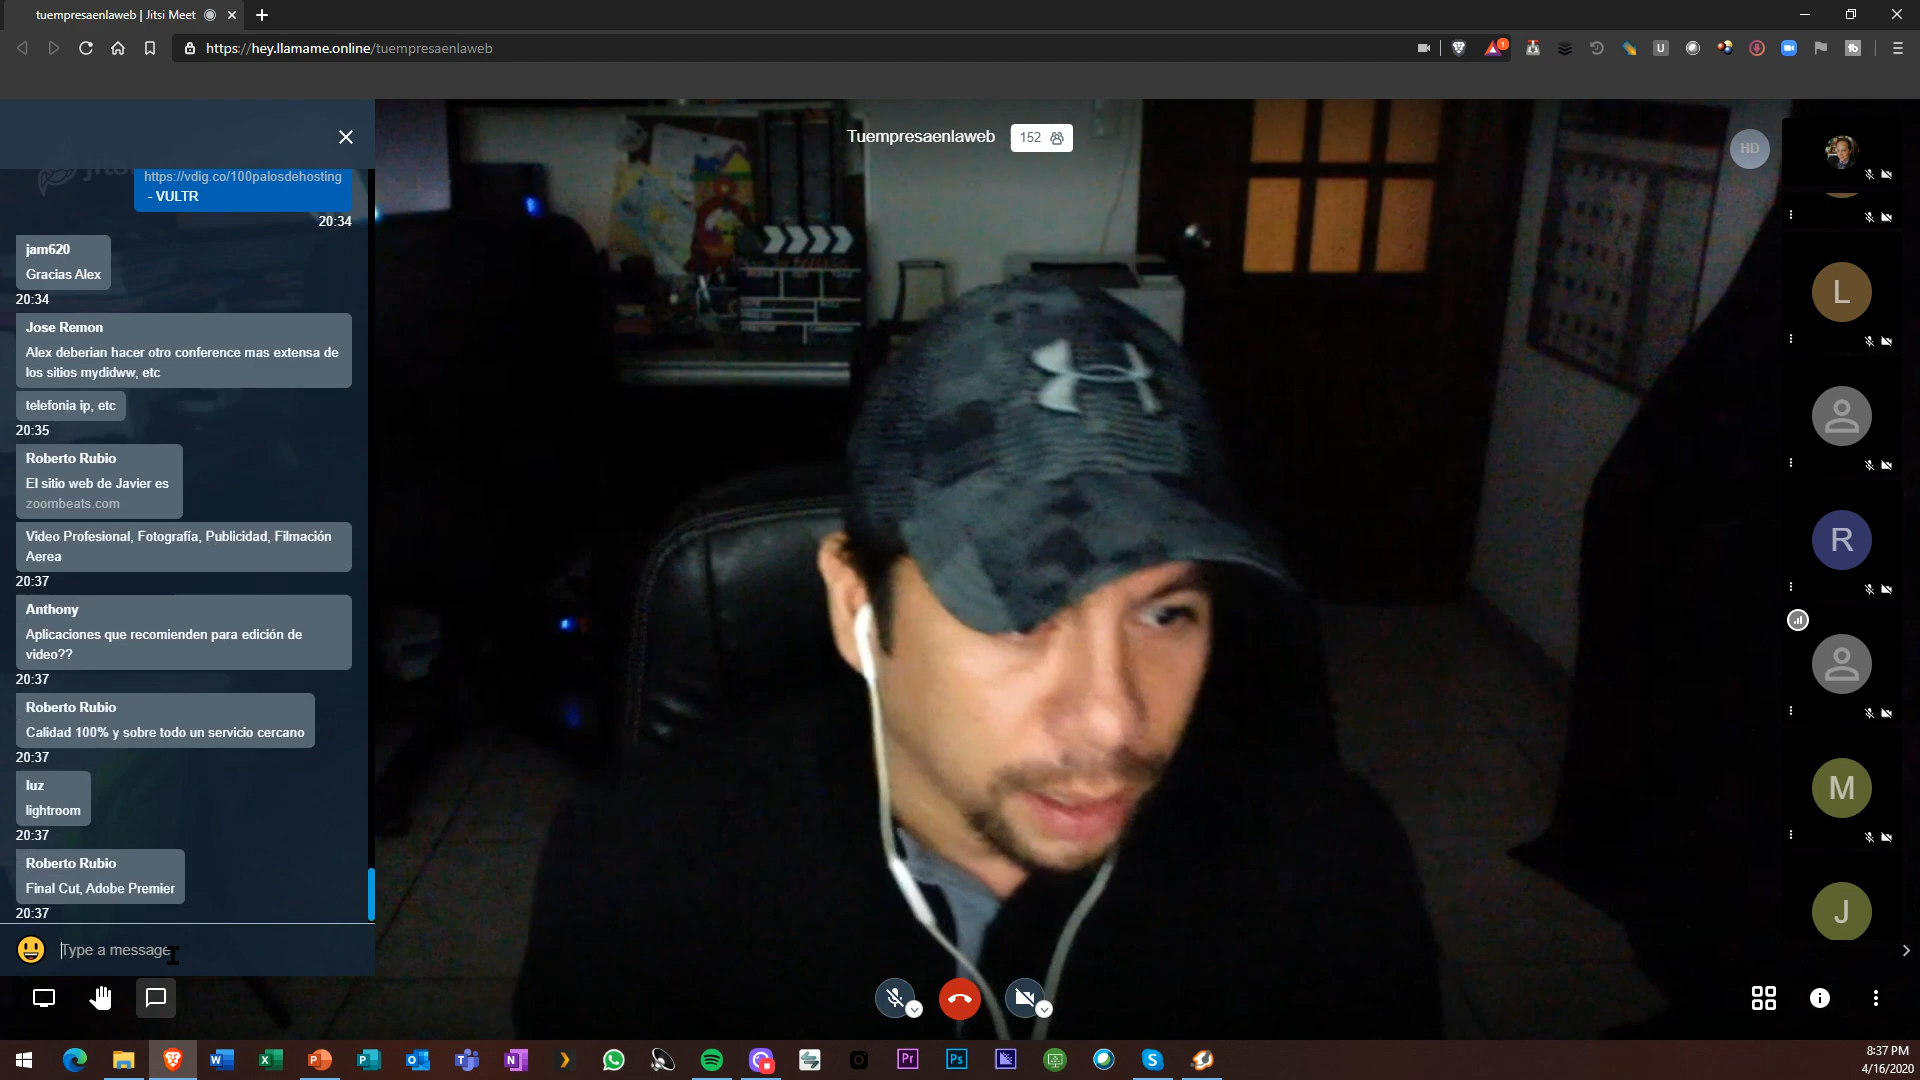 tuempresaenlaweb | Jitsi Meet
https://hey.llamame.online/tuempresaenlaweb
1
U
Tuempresaenlaweb
152
HD
https://vdig.co/100palosdehosting
- VULTR
20:34
jam620
Gracias Alex
20:34
Jose Remon
Alex deberian hacer otro conference mas extensa de
los sitios mydidww, etc
telefonia ip, etc
20:35
Roberto Rubio
El sitio web de Javier es
zoombeats.com
Video Profesional, Fotografía, Publicidad, Filmación
Aerea
20:37
Anthony
Aplicaciones que recomienden para edición de
video??
20:37
Roberto Rubio
Calidad 100% y sobre todo un servicio cercano
20:37
luz
lightroom
20:37
Roberto Rubio
Final Cut, Adobe Premier
20:37
Type a message
L
R
M
J
Pr
Ps
8:37 PM
4/16/2020